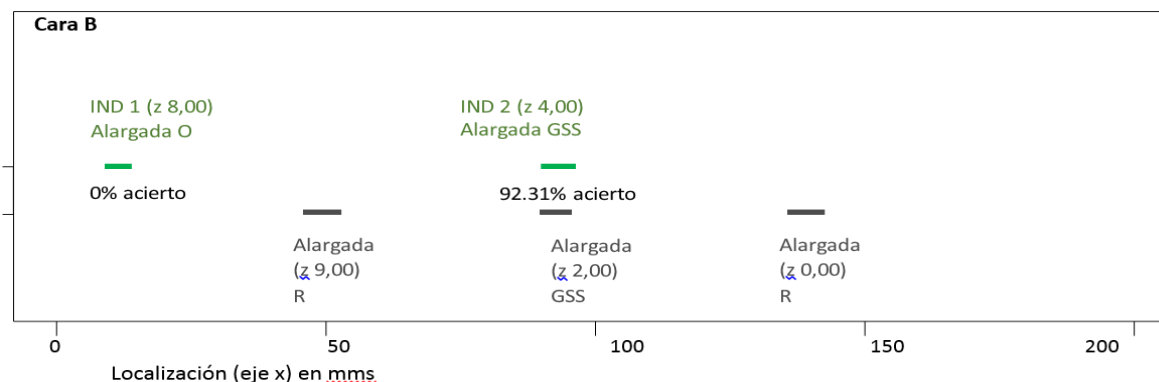 Cara B
IND 1 (z 8,00)
Alargada O
IND 2 (z 4,00)
Alargada GSS
0% acierto
92.31% acierto
Alargada
(z 9,00)
R
Alargada
(z 2,00)
GSS
Alargada
(z 0,00)
R
0
50
100
150
200
Localización (eje x) en mms